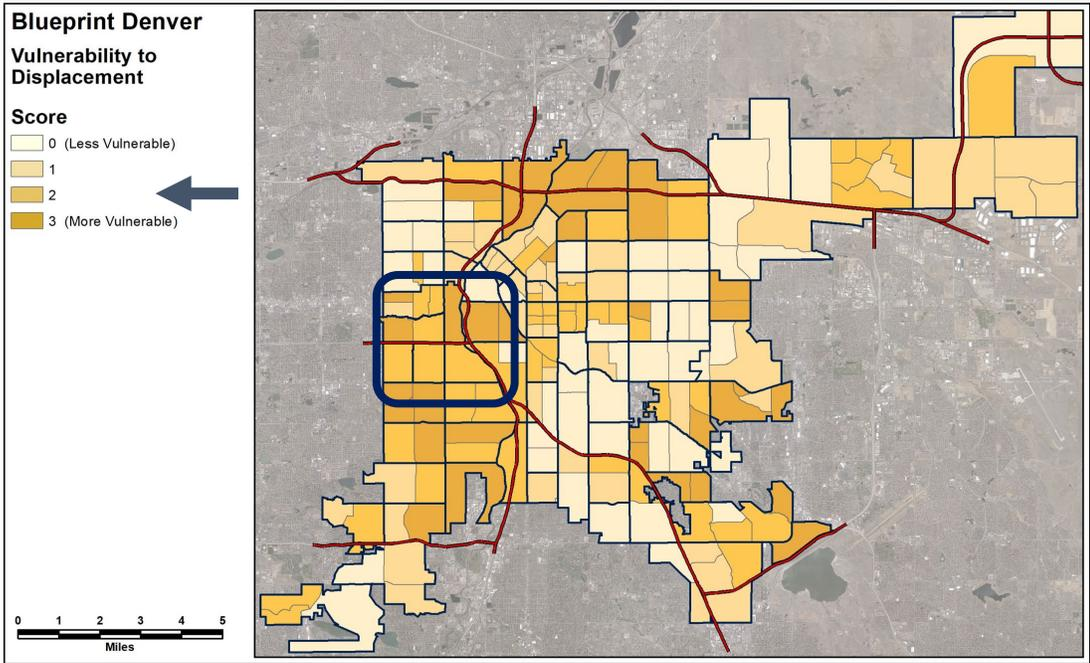 Blueprint Denver
Vulnerability to
Displacement
Score
0 (Less Vulnerable)
1
2
3 (More Vulnerable)
0 1 2 3 4 5
Miles